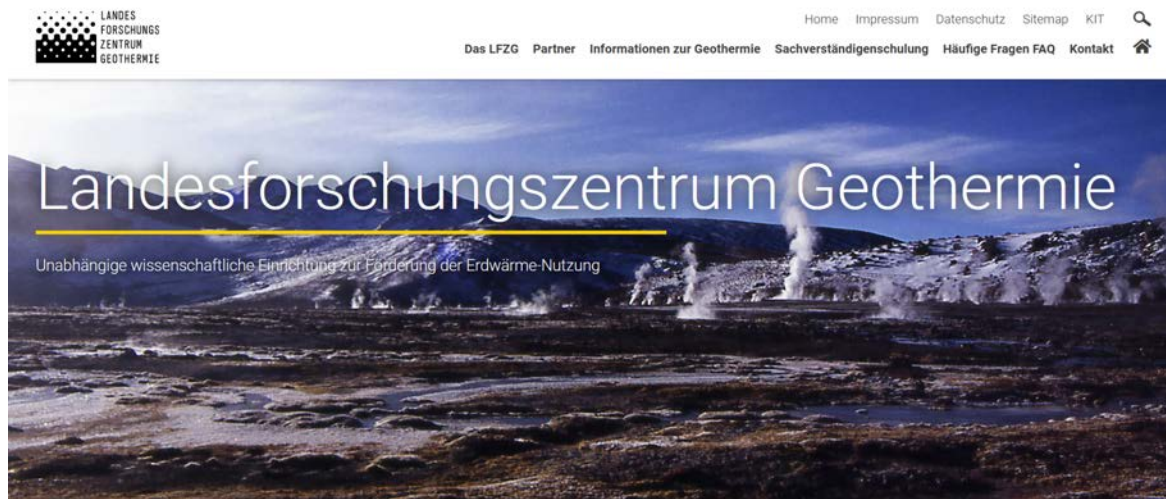 LANDES
FORSCHUNGS
ZENTRUM
GEOTHERMIE
Home Impressum Datenschutz Sitemap KIT
Das LFZG Partner Informationen zur Geothermie Sachverständigenschulung Häufige Fragen FAQ Kontakt
Landesforschungszentrum Geothermie
Unabhängige wissenschaftliche Einrichtung zur Förderung der Erdwärme-Nutzung